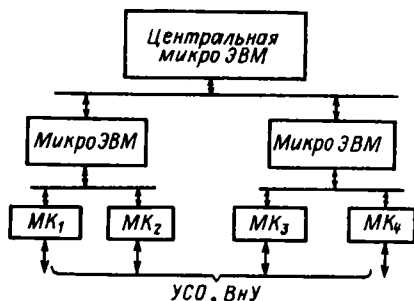 Центральная
микро ЭВМ
МикроЭВМ
Микро ЭВМ
МК1
МК2
МК3
МК4
УСО, ВнУ